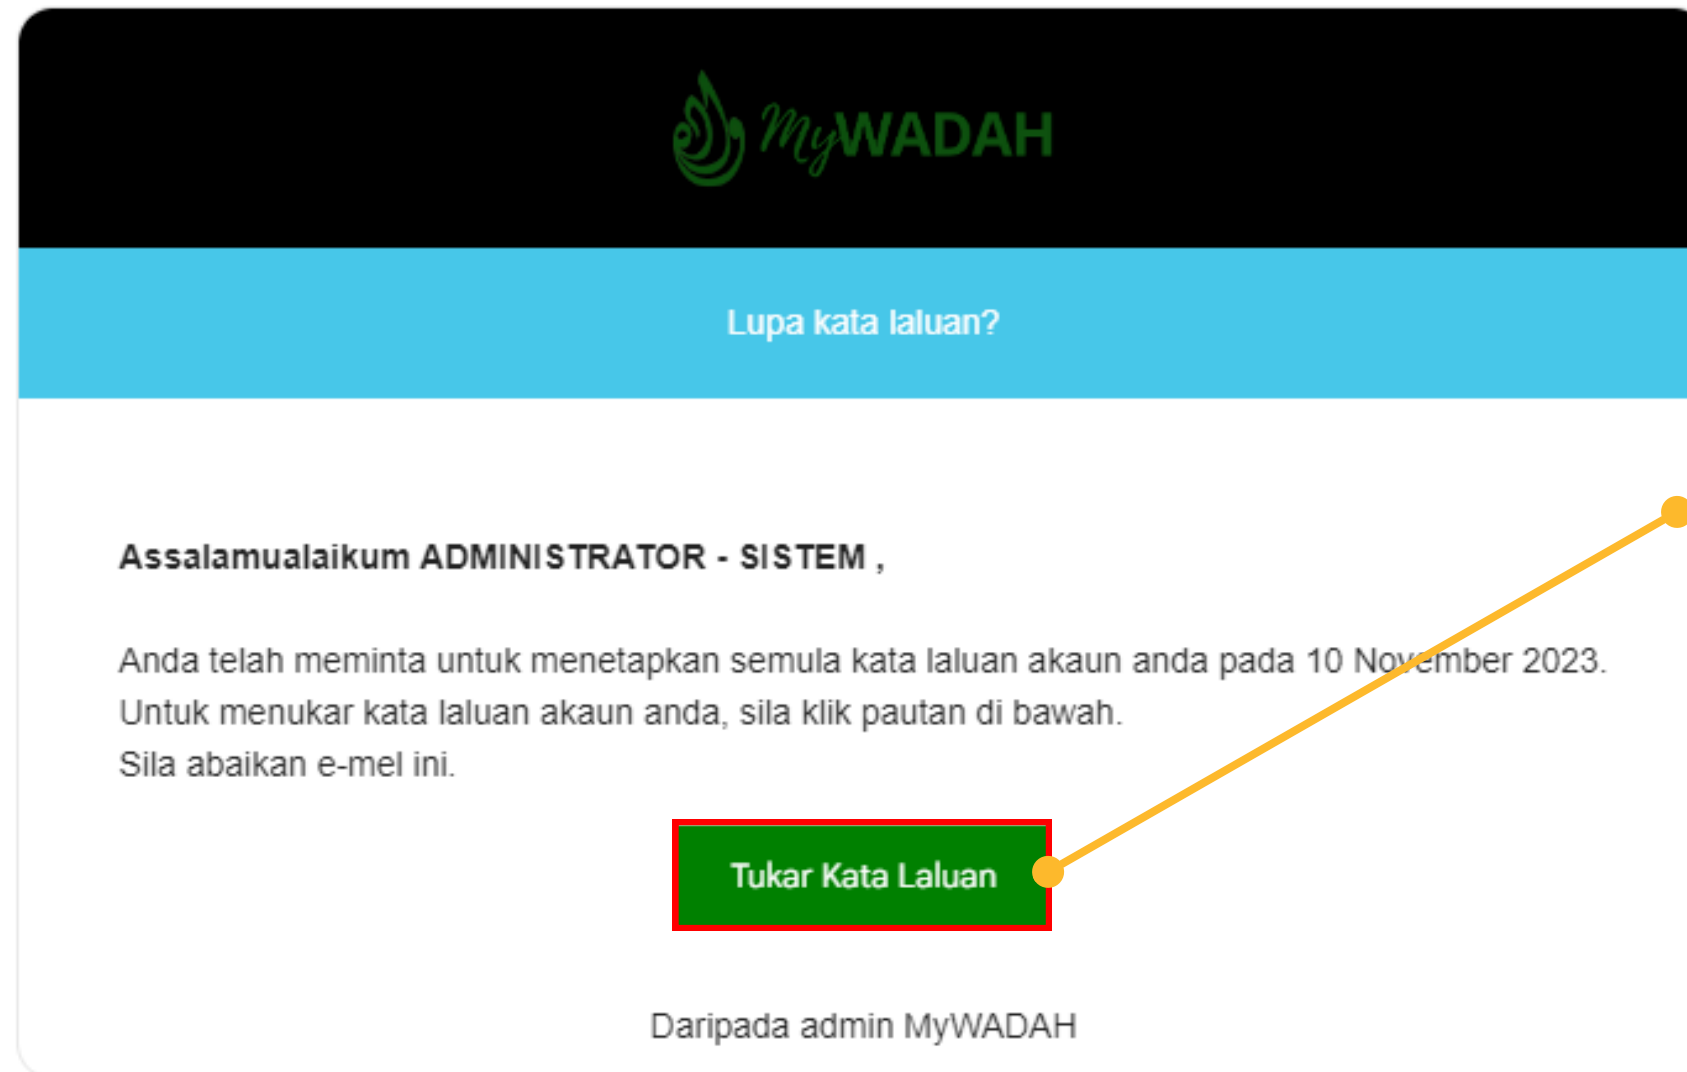 MyWADAH
Lupa kata laluan?
Assalamualaikum ADMINISTRATOR - SISTEM ,
Anda telah meminta untuk menetapkan semula kata laluan akaun anda pada 10 November 2023.
Untuk menukar kata laluan akaun anda, sila klik pautan di bawah.
Sila abaikan e-mel ini.
Tukar Kata Laluan
Daripada admin MyWADAH